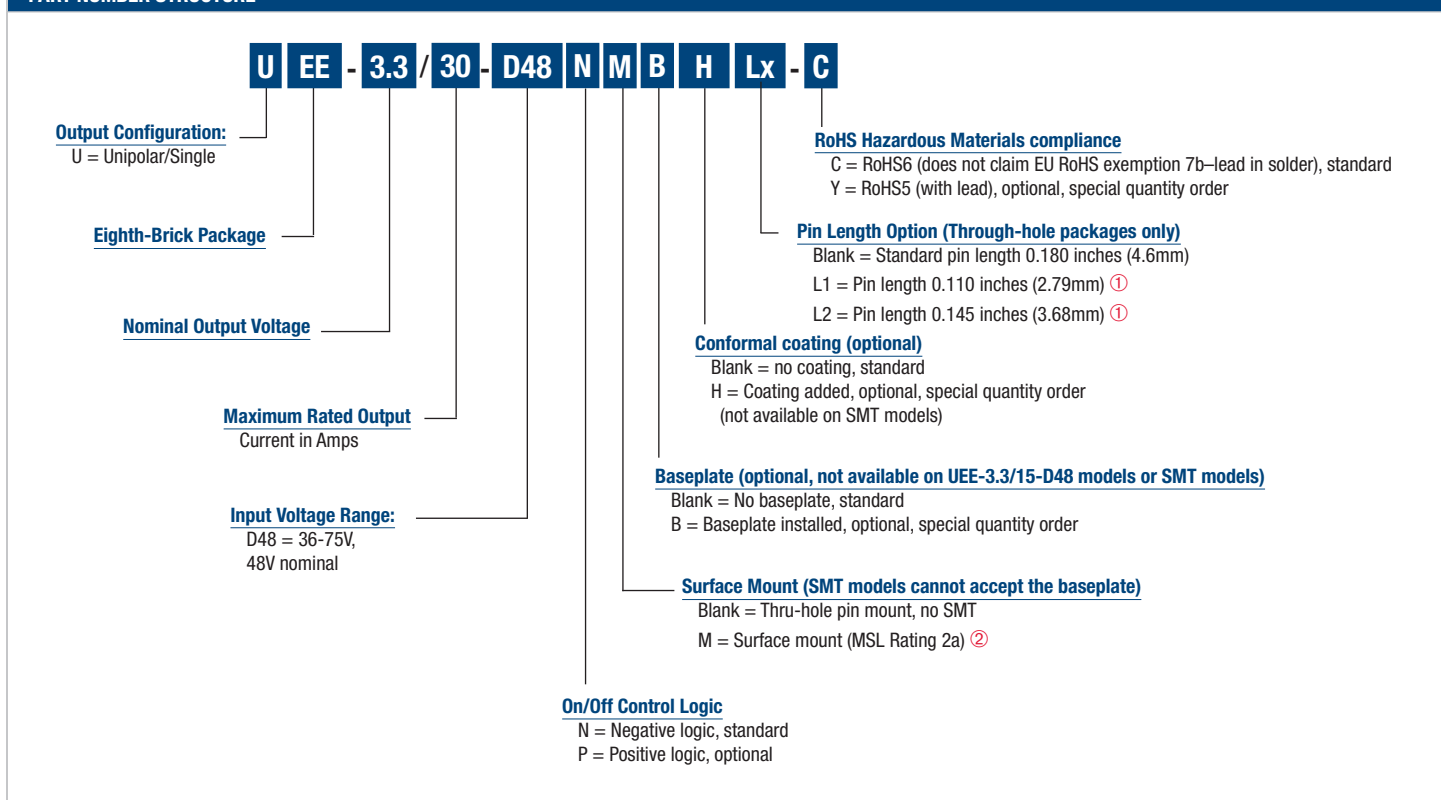 PART NUMBER STRUCTURE
U EE - 3.3 / 30 - D48 N M B H Lx - C
Output Configuration:
U = Unipolar/Single
Eighth-Brick Package
Nominal Output Voltage
Maximum Rated Output
Current in Amps
Input Voltage Range:
D48 = 36-75V,
48V nominal
RoHS Hazardous Materials compliance
C = RoHS6 (does not claim EU RoHS exemption 7b–lead in solder), standard
Y = RoHS5 (with lead), optional, special quantity order
Pin Length Option (Through-hole packages only)
Blank = Standard pin length 0.180 inches (4.6mm)
L1 = Pin length 0.110 inches (2.79mm) ①
L2 = Pin length 0.145 inches (3.68mm) ①
Conformal coating (optional)
Blank = no coating, standard
H = Coating added, optional, special quantity order
(not available on SMT models)
Baseplate (optional, not available on UEE-3.3/15-D48 models or SMT models)
Blank = No baseplate, standard
B = Baseplate installed, optional, special quantity order
Surface Mount (SMT models cannot accept the baseplate)
Blank = Thru-hole pin mount, no SMT
M = Surface mount (MSL Rating 2a) ②
On/Off Control Logic
N = Negative logic, standard
P = Positive logic, optional